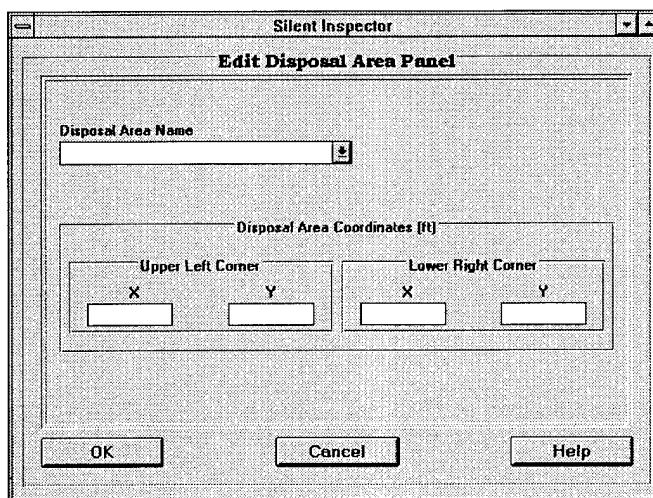 Silent Inspector
Edit Disposal Area Panel
Disposal Area Name
Disposal Area Coordinates (ft)
Upper Left Corner Lower Right Corner
X Y X Y
OK Cancel Help